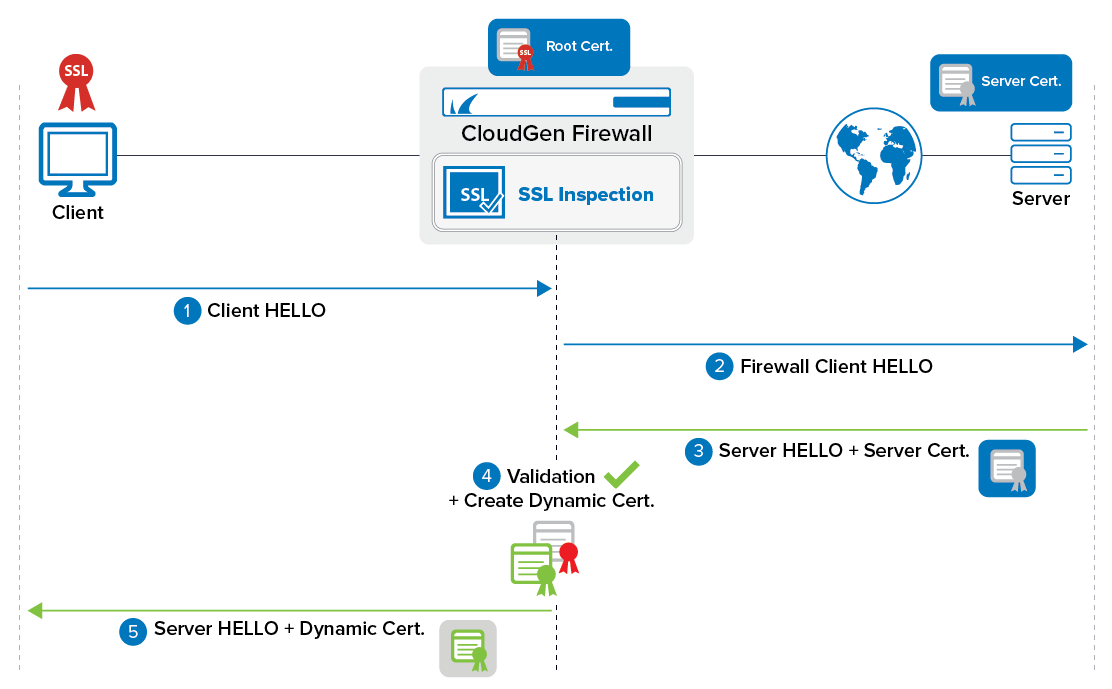 SSL
SSL
Root Cert.
Server Cert.
CloudGen Firewall
SSL
SSL Inspection
Client
Server
1 Client HELLO
2 Firewall Client HELLO
3 Server HELLO + Server Cert.
4 Validation
+ Create Dynamic Cert.
5 Server HELLO + Dynamic Cert.